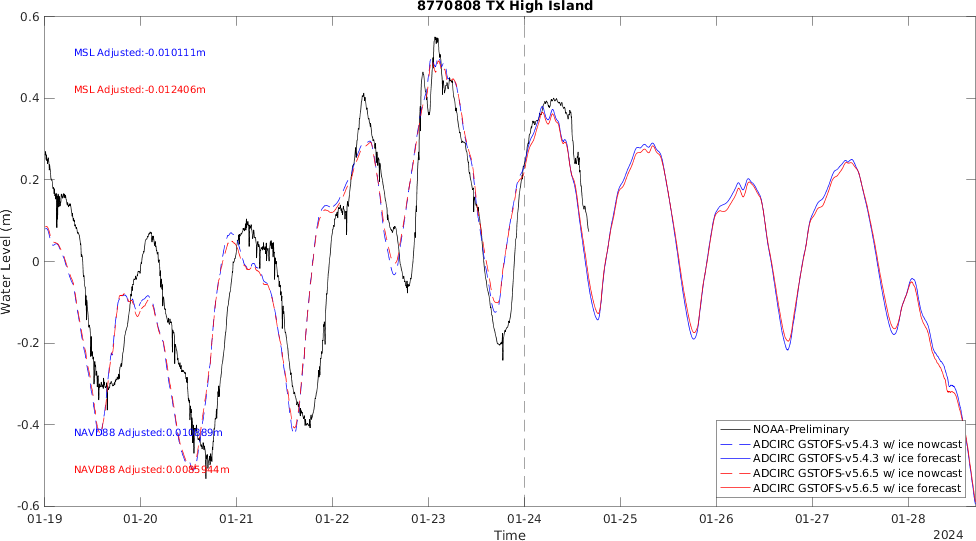 8770808 TX High Island
0.6
MSL Adjusted:-0.010111m
MSL Adjusted:-0.012406m
0.4
0.2
0
-0.2
-0.4
-0.6
Water Level (m)
NAVD88 Adjusted:0.010889m
NAVD88 Adjusted:0.0085944m
NOAA-Preliminary
ADCIRC GSTOFS-v5.4.3 w/ ice nowcast
ADCIRC GSTOFS-v5.4.3 w/ ice forecast
ADCIRC GSTOFS-v5.6.5 w/ ice nowcast
ADCIRC GSTOFS-v5.6.5 w/ ice forecast
01-19 01-20 01-21 01-22 01-23 01-24 01-25 01-26 01-27 01-28
Time
2024